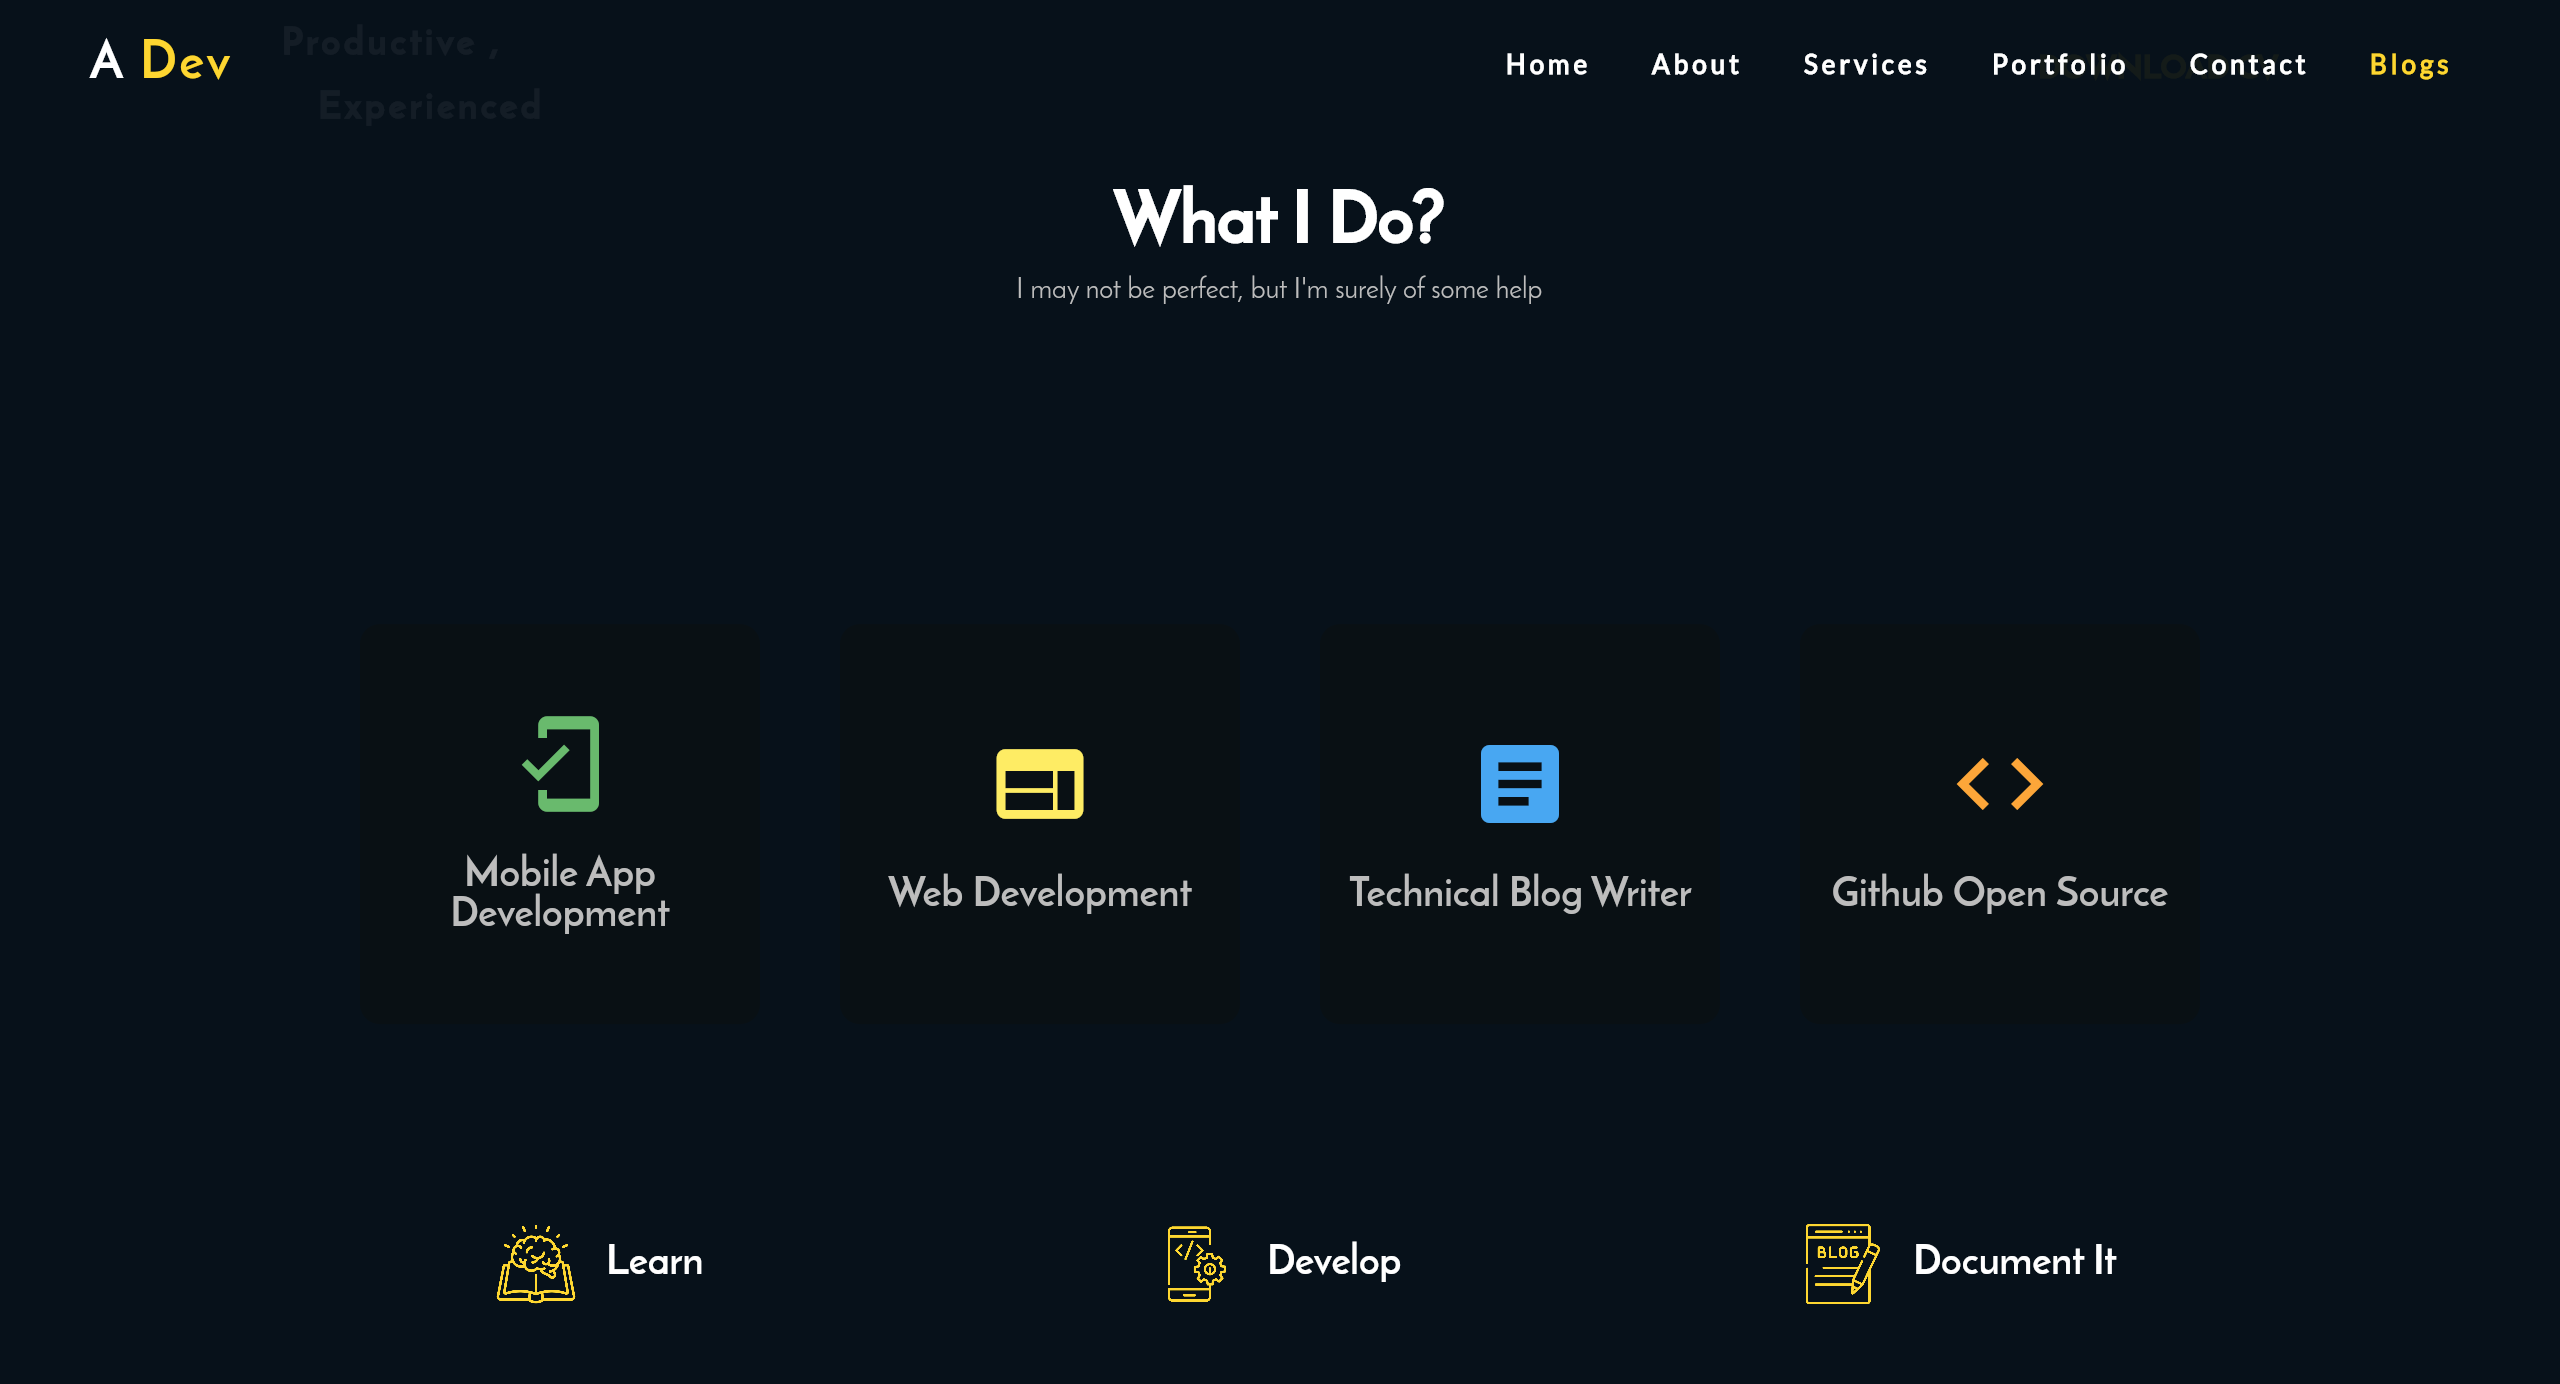 Productive ,
Experienced
A Dev
Home About Services Portfolio Contact Blogs
What I Do?
I may not be perfect, but I'm surely of some help
Mobile App
Development
Web Development
Technical Blog Writer
Github Open Source
Learn
Develop
BLOG
Document It